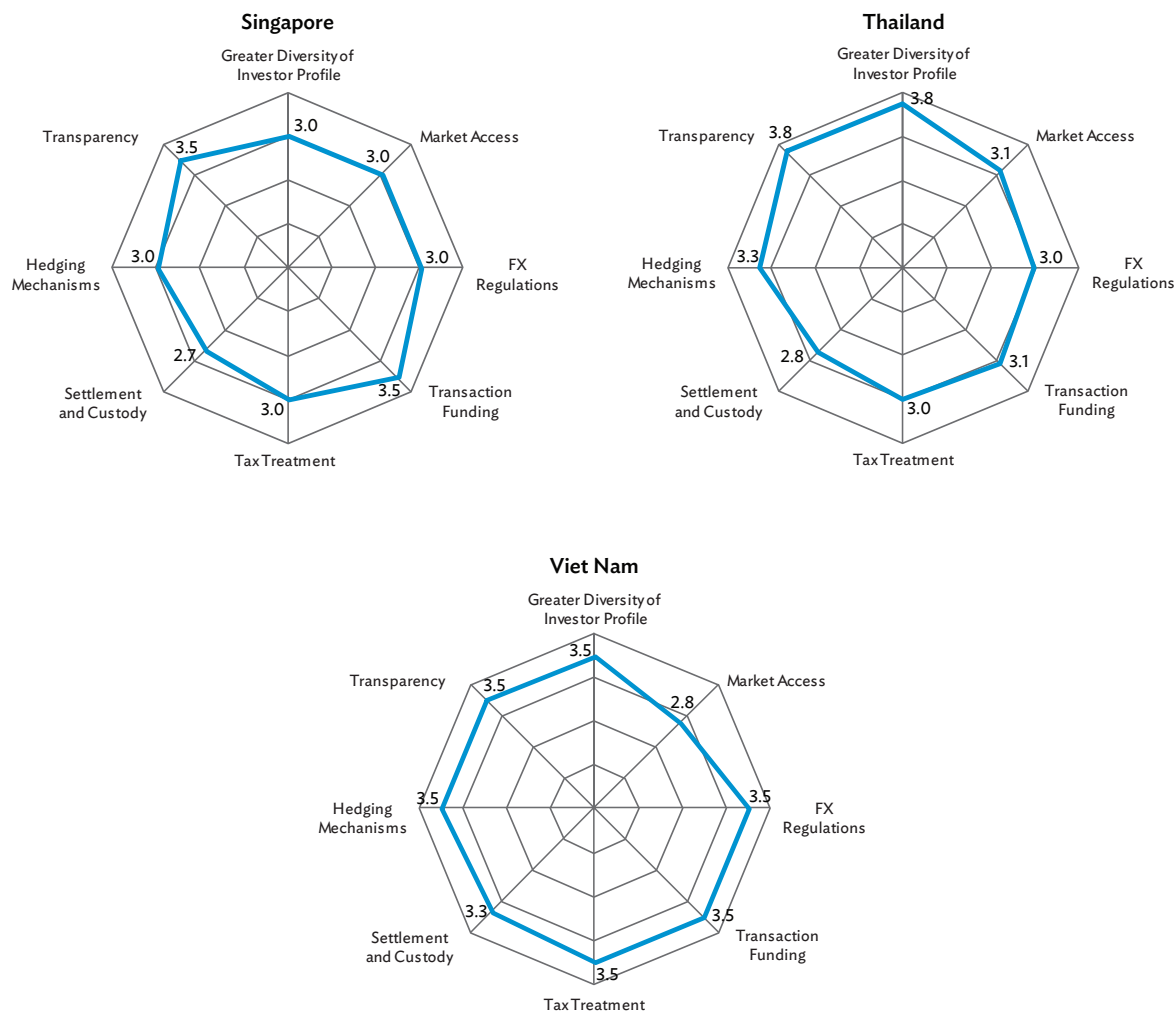 Singapore
Greater Diversity of
Investor Profile
3.0
Market Access
3.0
FX
Regulations
3.0
Transaction
Funding
3.5
Tax Treatment
3.0
Settlement
and Custody
2.7
Hedging
Mechanisms
3.0
Transparency
3.5
Thailand
Greater Diversity of
Investor Profile
3.8
Market Access
3.1
FX
Regulations
3.0
Transaction
Funding
3.1
Tax Treatment
3.0
Settlement
and Custody
2.8
Hedging
Mechanisms
3.3
Transparency
3.8
Viet Nam
Greater Diversity of
Investor Profile
3.5
Market Access
2.8
FX
Regulations
3.5
Transaction
Funding
3.5
Tax Treatment
3.5
Settlement
and Custody
3.3
Hedging
Mechanisms
3.5
Transparency
3.5